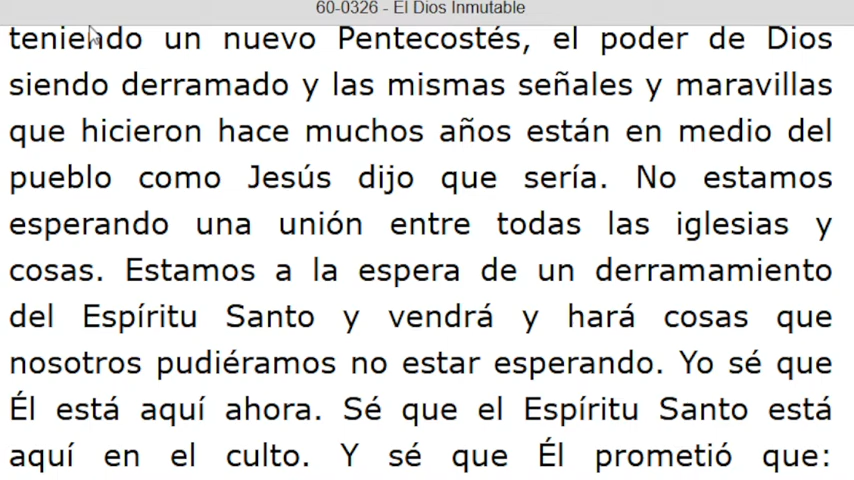 60-0326 - El Dios Inmutable
teniendo un nuevo Pentecostés, el poder de Dios
siendo derramado y las mismas señales y maravillas
que hicieron hace muchos años están en medio del
pueblo como Jesús dijo que sería. No estamos
esperando una unión entre todas las iglesias y
cosas. Estamos a la espera de un derramamiento
del Espíritu Santo y vendrá y hará cosas que
nosotros pudiéramos no estar esperando. Yo sé que
Él está aquí ahora. Sé que el Espíritu Santo está
aquí en el culto. Y sé que Él prometió que: